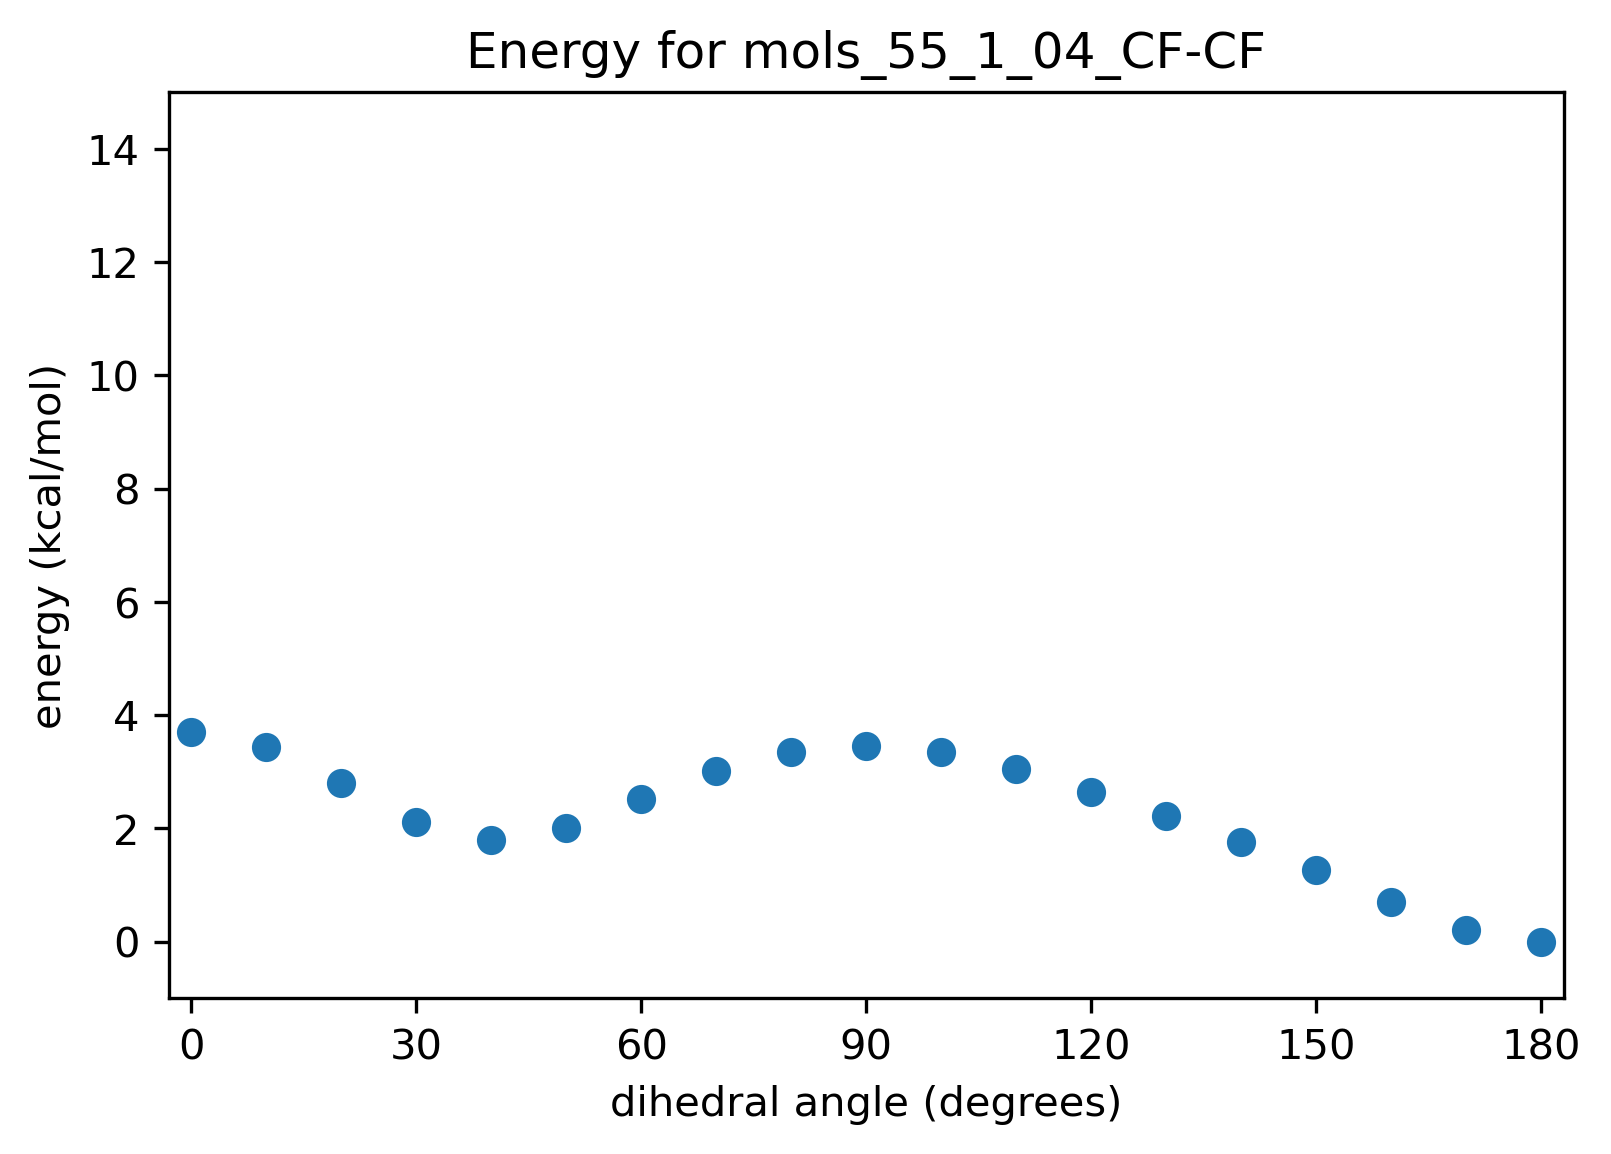 Energy for mols_55_1_04_CF-CF
14
12
10
8
6
4
2
0
energy (kcal/mol)
0 30 60 90 120 150 180
dihedral angle (degrees)